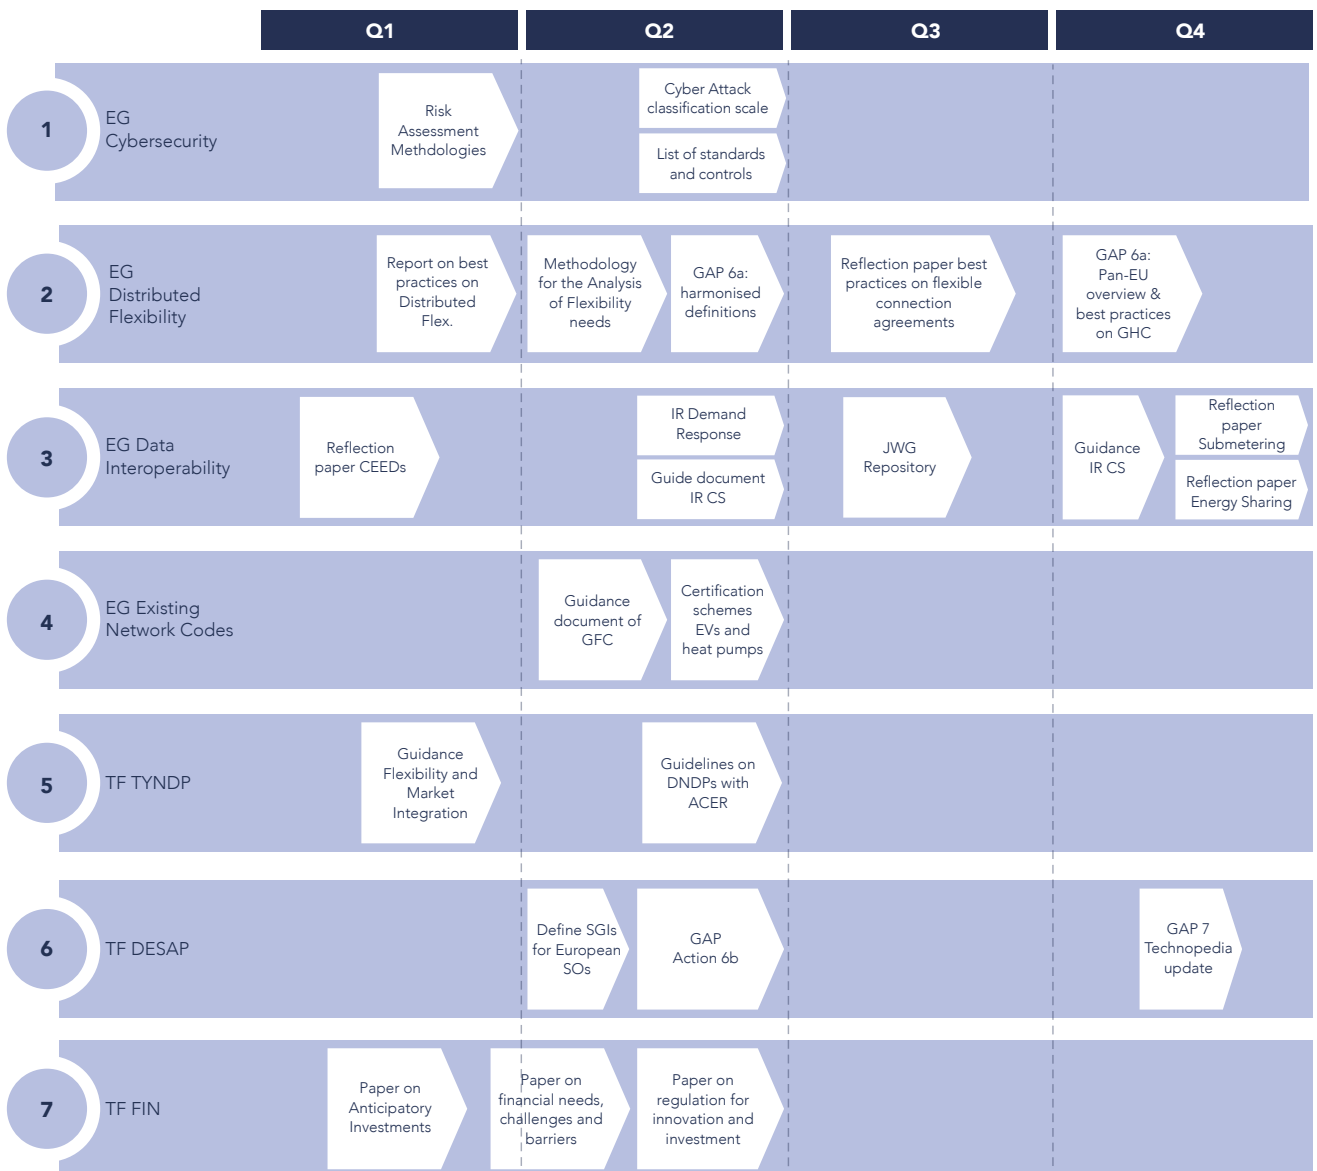 Q1
Q2
Q3
Q4
1
EG
Cybersecurity
Risk
Assessment
Methdologies
Cyber Attack
classification scale
List of standards
and controls
2
EG
Distributed
Flexibility
Report on best
practices on
Distributed
Flex.
Methodology
for the Analysis
of Flexibility
needs
GAP 6a:
harmonised
definitions
Reflection paper best
practices on flexible
connection
agreements
GAP 6a:
Pan-EU
overview &
best practices
on GHC
3
EG Data
Interoperability
Reflection
paper CEEDs
IR Demand
Response
Guide document
IR CS
JWG
Repository
Guidance
IR CS
Reflection
paper
Submetering
Reflection paper
Energy Sharing
4
EG Existing
Network Codes
Guidance
document of
GFC
Certification
schemes
EVs and
heat pumps
5
TF TYNDP
Guidance
Flexibility and
Market
Integration
Guidelines on
DNDPs with
ACER
6
TF DESAP
Define SGIs
for European
SOs
GAP
Action 6b
GAP 7
Technopedia
update
7
TF FIN
Paper on
Anticipatory
Investments
Paper on
financial needs,
challenges and
barriers
Paper on
regulation for
innovation and
investment